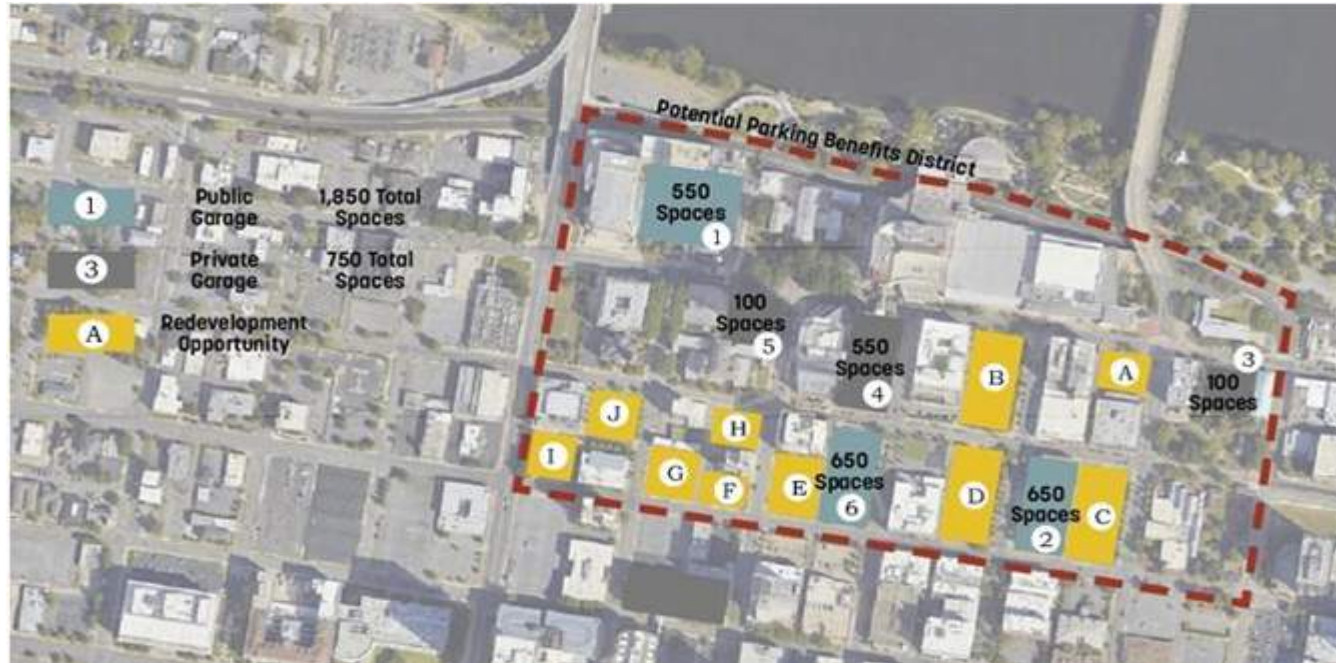 Potential Parking Benefits District
1 Public Garage 1,850 Total Spaces
3 Private Garage 750 Total Spaces
A Redevelopment Opportunity
550 Spaces 1
100 Spaces 5
550 Spaces 4
B
A
3
100 Spaces
J
H
I
G
F
E
650 Spaces 6
D
650 Spaces 2
C